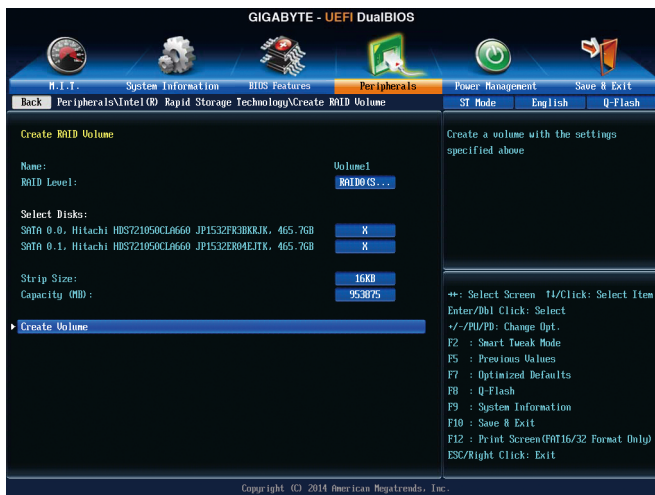 GIGABYTE - UEFI DualBIOS
M.I.T.
System Information
BIOS Features
Peripherals
Power Management
Save & Exit
Back
Peripherals\Intel(R) Rapid Storage Technology\Create RAID Volume
ST Mode
English
Q-Flash
Create RAID Volume
Name: Volume1
RAID Level: RAID0(S...
Select Disks:
SATA 0.0, Hitachi HDS721050CLA660 JP1532FR3BKRJK, 465.7GB X
SATA 0.1, Hitachi HDS721050CLA660 JP1532ER04EJTK, 465.7GB X
Strip Size: 16KB
Capacity (MB): 953875
Create Volume
Create a volume with the settings
specified above
→←: Select Screen ↑↓/Click: Select Item
Enter/Dbl Click: Select
+/-/PU/PD: Change Opt.
F2 : Smart Tweak Mode
F5 : Previous Values
F7 : Optimized Defaults
F8 : Q-Flash
F9 : System Information
F10 : Save & Exit
F12 : Print Screen(FAT16/32 Format Only)
ESC/Right Click: Exit
Copyright (C) 2014 American Megatrends, Inc.